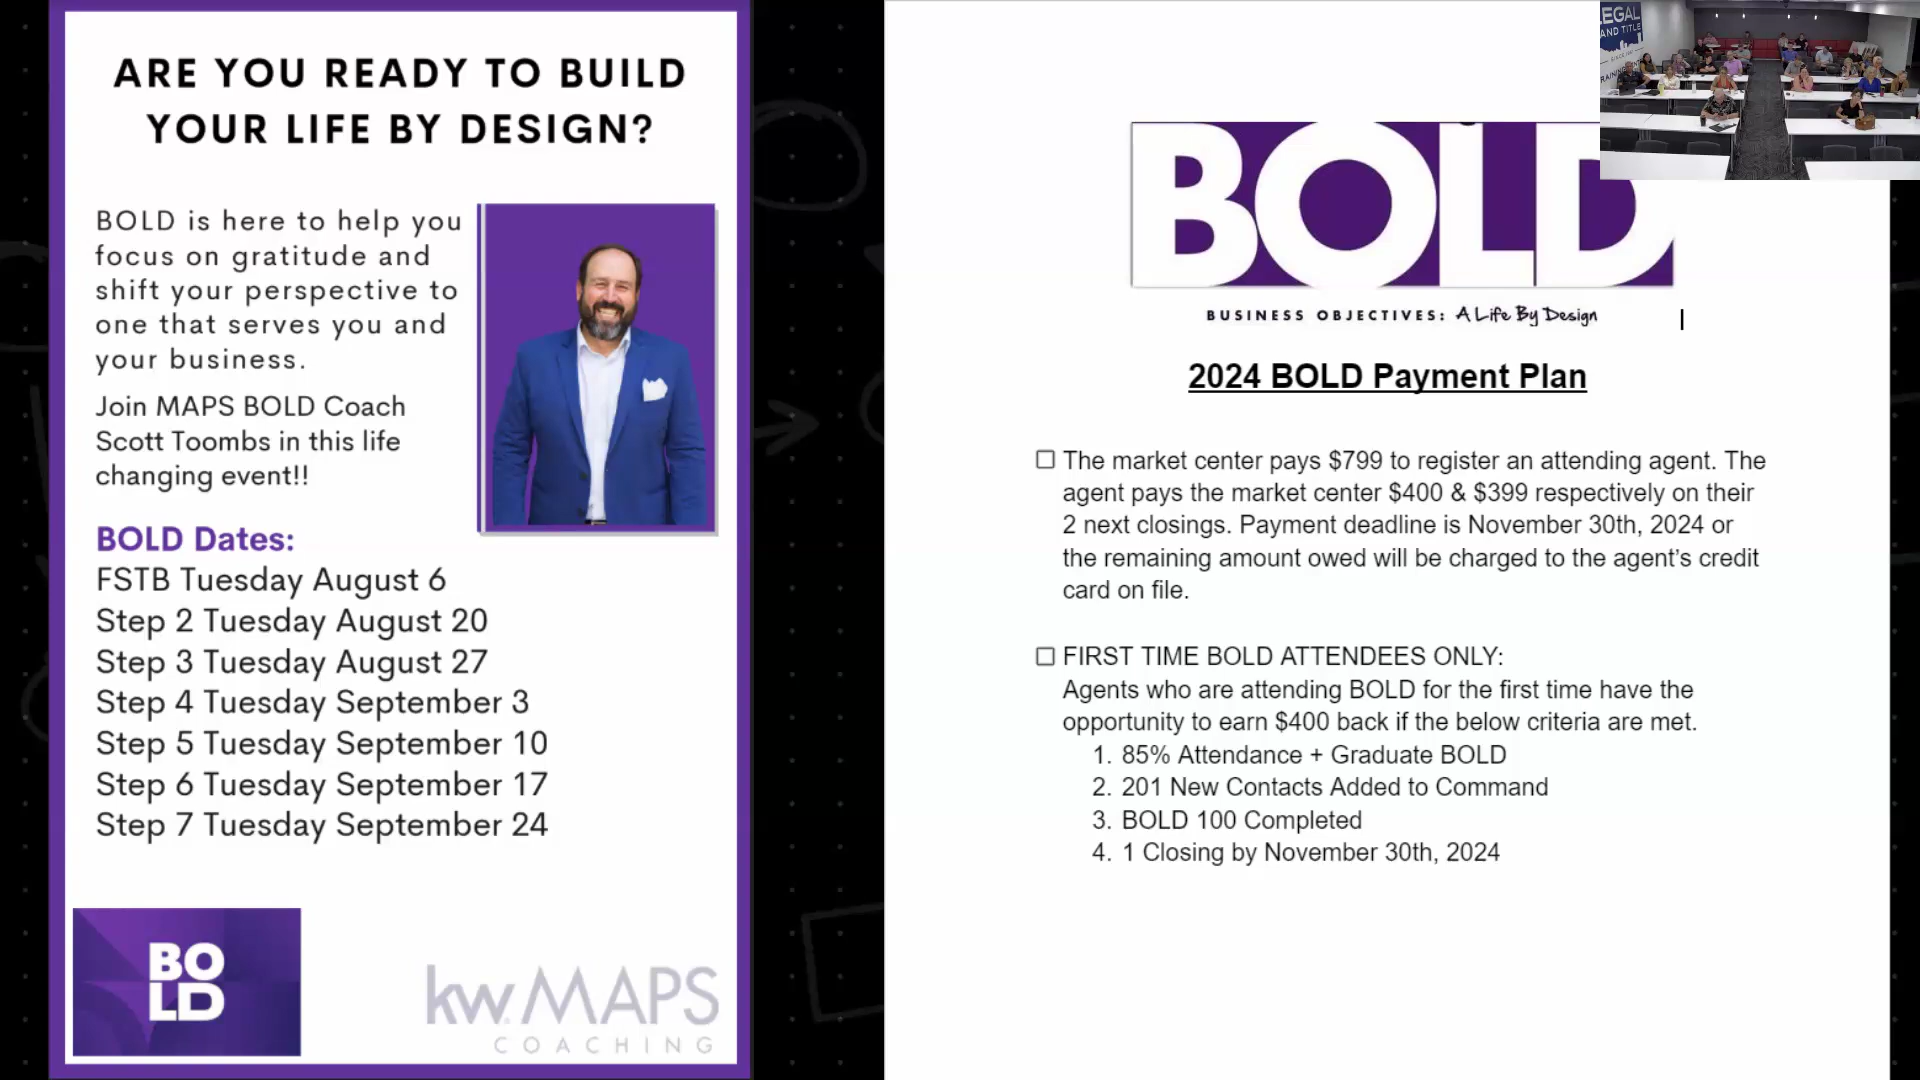 ARE YOU READY TO BUILD
YOUR LIFE BY DESIGN?
BOLD is here to help you
focus on gratitude and
shift your perspective to
one that serves you and
your business.
Join MAPS BOLD Coach
Scott Toombs in this life
changing event!!
BOLD Dates:
FSTB Tuesday August 6
Step 2 Tuesday August 20
Step 3 Tuesday August 27
Step 4 Tuesday September 3
Step 5 Tuesday September 10
Step 6 Tuesday September 17
Step 7 Tuesday September 24
BO
LD
kw MAPS
COACHING
BOLD
BUSINESS OBJECTIVES: A Life By Design
2024 BOLD Payment Plan
The market center pays $799 to register an attending agent. The
agent pays the market center $400 & $399 respectively on their
2 next closings. Payment deadline is November 30th, 2024 or
the remaining amount owed will be charged to the agent's credit
card on file.
FIRST TIME BOLD ATTENDEES ONLY:
Agents who are attending BOLD for the first time have the
opportunity to earn $400 back if the below criteria are met.
1. 85% Attendance + Graduate BOLD
2. 201 New Contacts Added to Command
3. BOLD 100 Completed
4. 1 Closing by November 30th, 2024
EGAL
AND TITLE